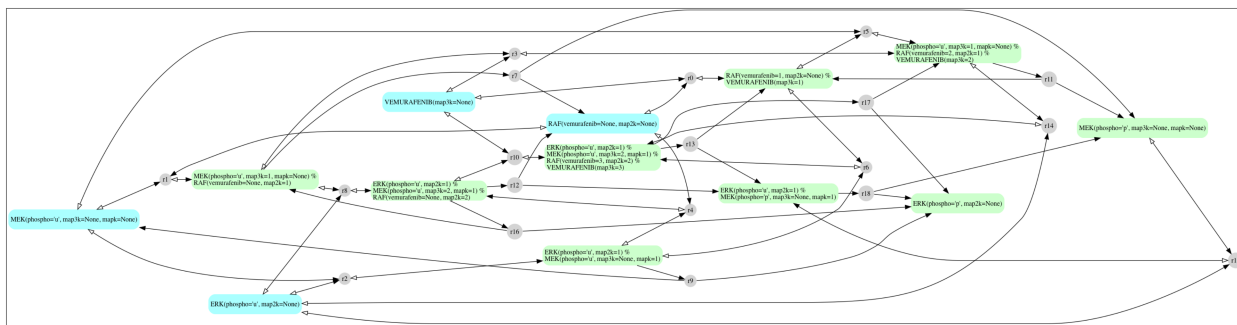 r5
MEK(phospho='u', map3k=1, mapk=None) %
RAF(vemurafenib=2, map2k=1) %
VEMURAFENIB(map3k=2)
r3
r7
r0
RAF(vemurafenib=1, map2k=None) %
VEMURAFENIB(map3k=1)
r11
VEMURAFENIB(map3k=None)
r17
RAF(vemurafenib=None, map2k=None)
r14
MEK(phospho='p', map3k=None, mapk=None)
ERK(phospho='u', map2k=1) %
MEK(phospho='u', map3k=2, mapk=1) %
RAF(vemurafenib=3, map2k=2) %
VEMURAFENIB(map3k=3)
r13
r10
r6
r1
MEK(phospho='u', map3k=1, mapk=None) %
RAF(vemurafenib=None, map2k=1)
r8
ERK(phospho='u', map2k=1) %
MEK(phospho='u', map3k=2, mapk=1) %
RAF(vemurafenib=None, map2k=2)
r12
ERK(phospho='u', map2k=1) %
MEK(phospho='p', map3k=None, mapk=1)
r18
ERK(phospho='p', map2k=None)
r4
MEK(phospho='u', map3k=None, mapk=None)
r16
ERK(phospho='u', map2k=1) %
MEK(phospho='u', map3k=None, mapk=1)
r2
r9
ERK(phospho='u', map2k=None)